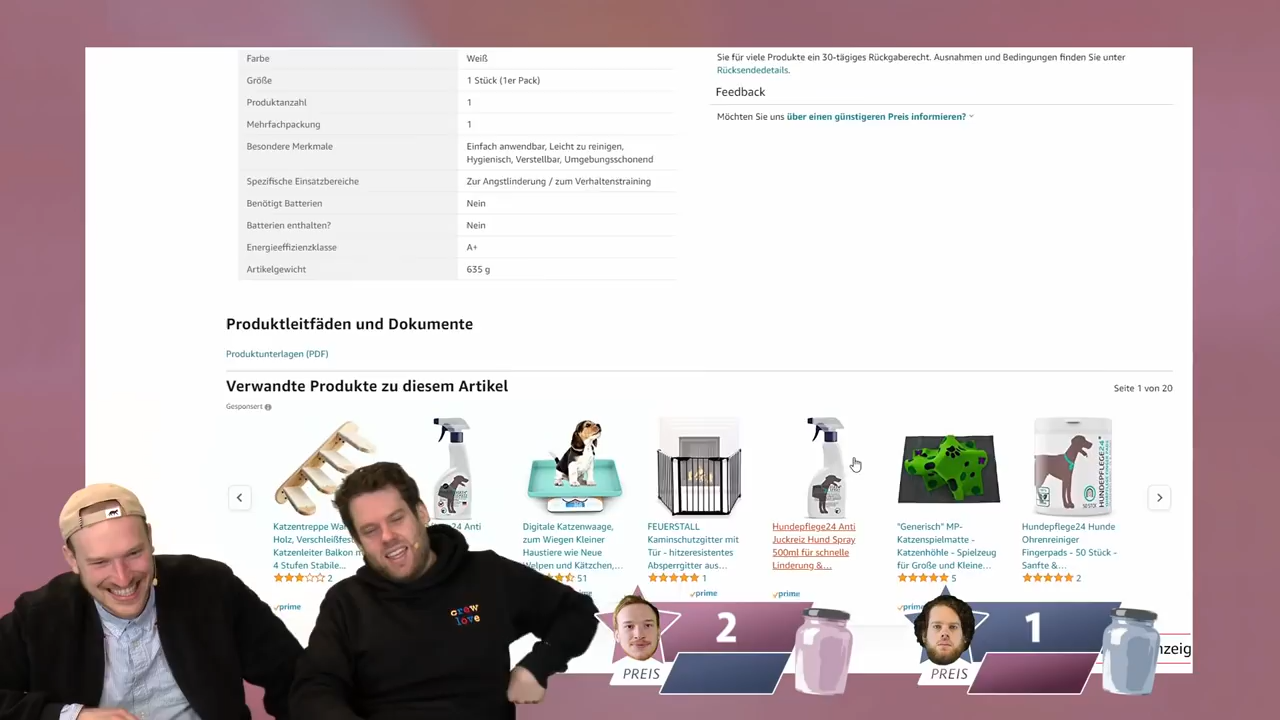 Farbe Weiß
Größe 1 Stück (1er Pack)
Produktanzahl 1
Mehrfachpackung 1
Besondere Merkmale Einfach anwendbar, Leicht zu reinigen,
Hygienisch, Verstellbar, Umgebungsschonend
Spezifische Einsatzbereiche Zur Angstlinderung / zum Verhaltenstraining
Benötigt Batterien Nein
Batterien enthalten? Nein
Energieeffizienzklasse A+
Artikelgewicht 635 g
Sie für viele Produkte ein 30-tägiges Rückgaberecht. Ausnahmen und Bedingungen finden Sie unter
Rücksendedetails.
Feedback
Möchten Sie uns über einen günstigeren Preis informieren?
Produktleitfäden und Dokumente
Produktunterlagen (PDF)
Verwandte Produkte zu diesem Artikel
Seite 1 von 20
Gesponsert
Katzentreppe
Holz,
Katzenleiter Balkon
4 Stufen Stabile...
2
prime
Anti
Digitale Katzenwaage,
zum Wiegen Kleiner
Haustiere wie Neue
Welpen und Kätzchen,...
51
FEUERSTALL
Kaminschutzgitter mit
Tür - hitzeresistentes
Absperrgitter aus...
1
prime
Hundepflege24 Anti
Juckreiz Hund Spray
500ml für schnelle
Linderung &...
prime
"Generisch" MP-
Katzenspielmatte -
Katzenhöhle - Spielzeug
für Große und Kleine...
5
prime
HUNDEPFLEGE24
Hundepflege24 Hunde
Ohrenreiniger
Fingerpads - 50 Stück -
Sanfte &...
2
crew
love
2
PREIS
1
PREIS